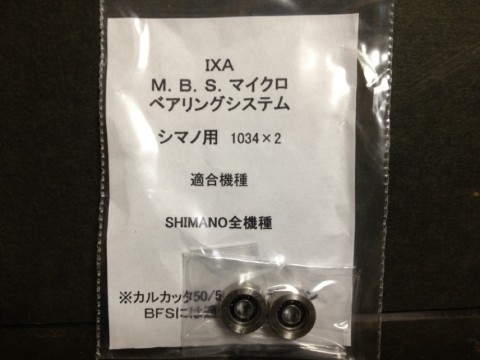 IXA
M. B. S. マイクロ
ベアリングシステム
シマノ用 1034×2
適合機種
SHIMANO全機種
※カルカッタ50/5
BFSには適